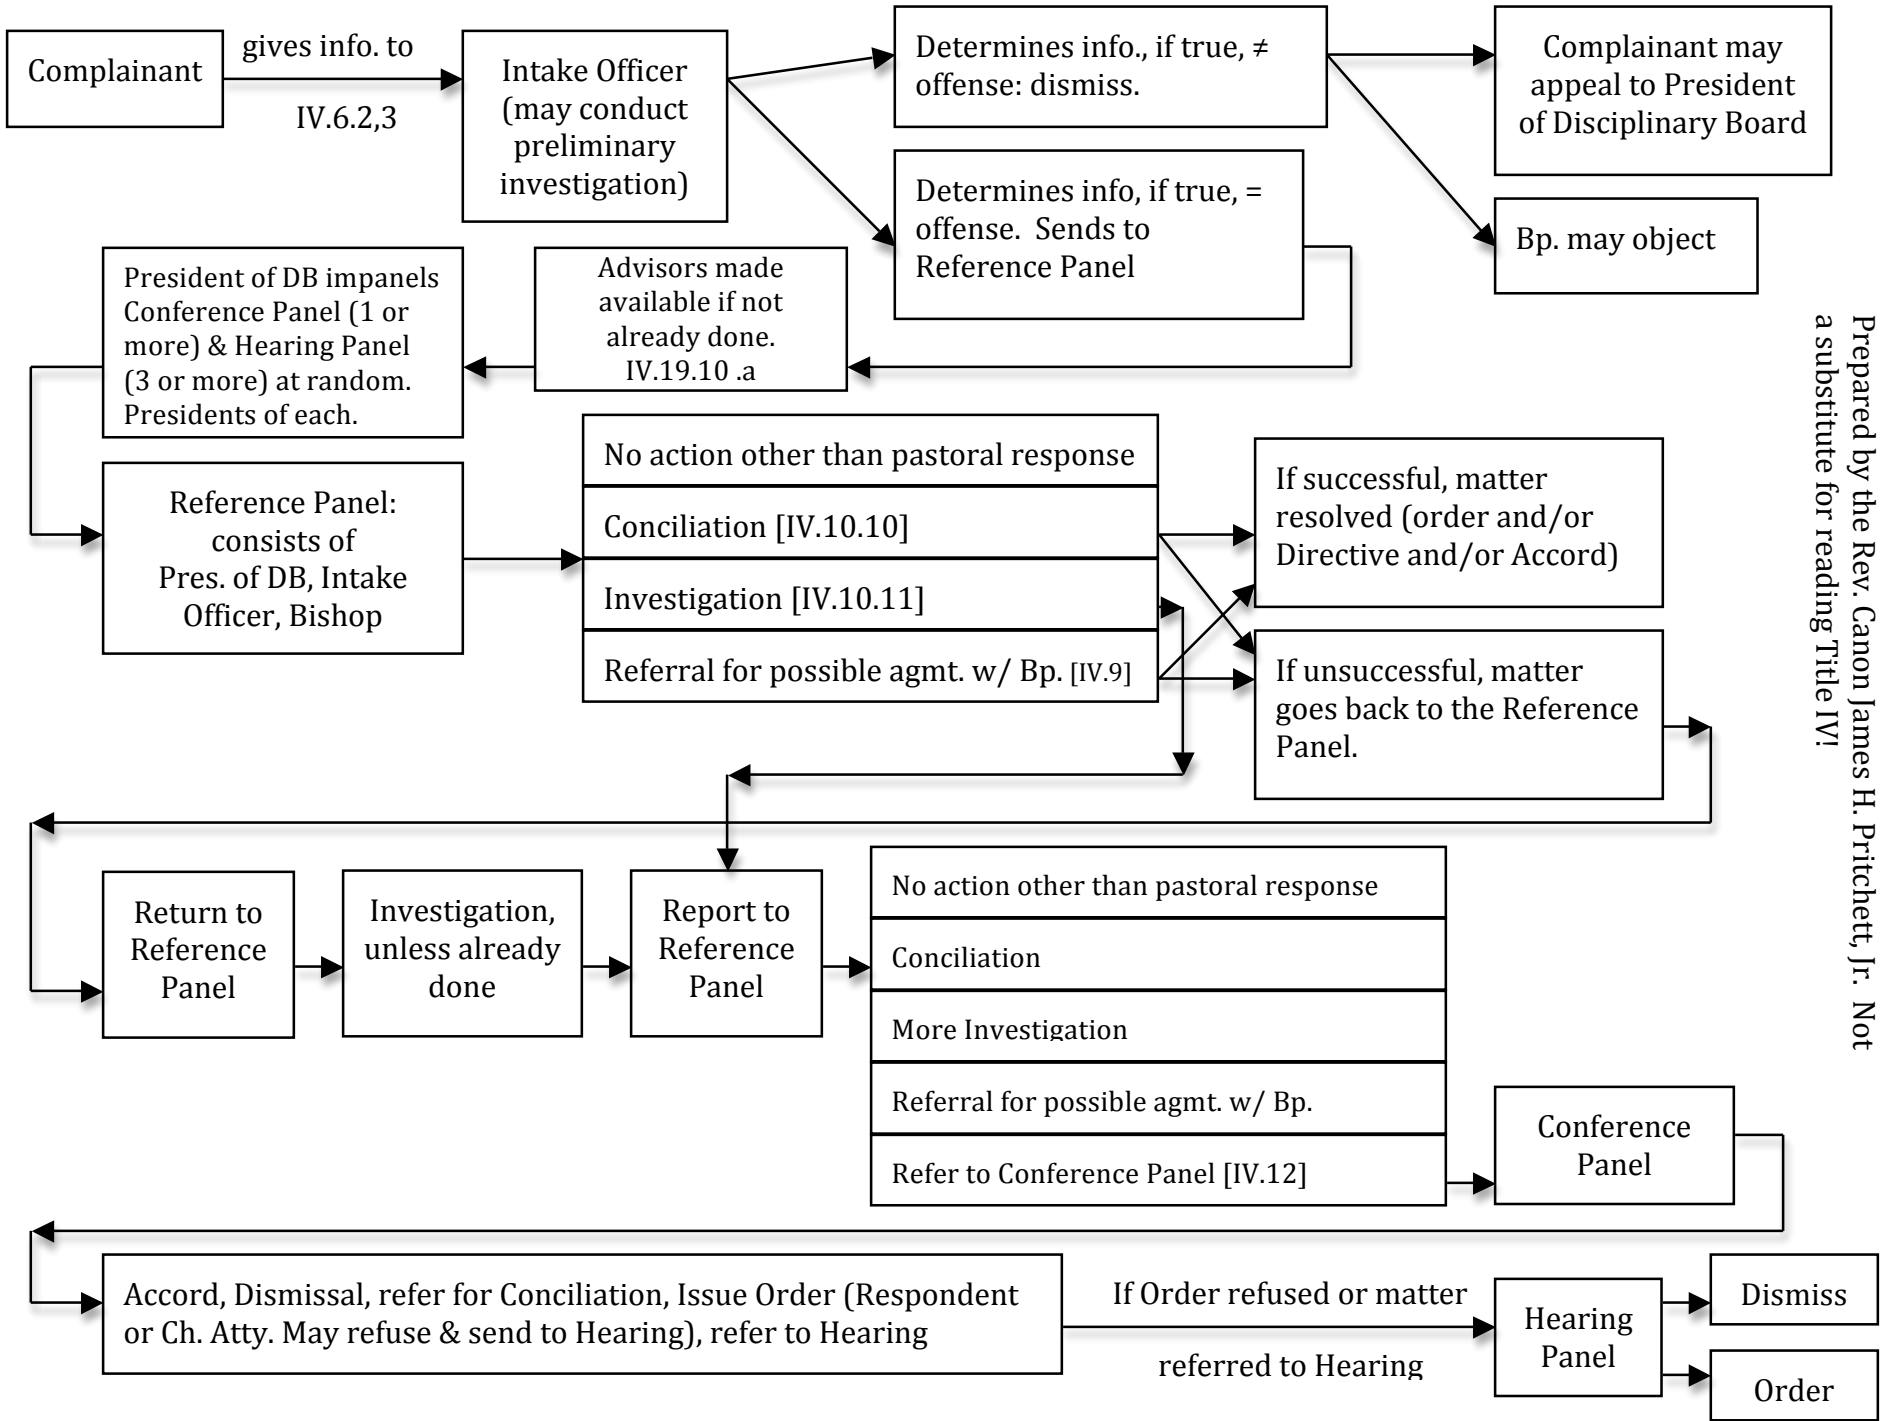 Complainant
gives info. to
IV.6.2,3
Intake Officer
(may conduct
preliminary
investigation)
Determines info., if true, ≠
offense: dismiss.
Complainant may
appeal to President
of Disciplinary Board
Bp. may object
Determines info, if true, =
offense.  Sends to
Reference Panel
Advisors made
available if not
already done.
IV.19.10 .a
President of DB impanels
Conference Panel (1 or
more) & Hearing Panel
(3 or more) at random.
Presidents of each.
Reference Panel:
consists of
Pres. of DB, Intake
Officer, Bishop
No action other than pastoral response
Conciliation [IV.10.10]
Investigation [IV.10.11]
Referral for possible agmt. w/ Bp. [IV.9]
If successful, matter
resolved (order and/or
Directive and/or Accord)
If unsuccessful, matter
goes back to the Reference
Panel.
Prepared by the Rev. Canon James H. Pritchett, Jr.  Not
a substitute for reading Title IV!
Return to
Reference
Panel
Investigation,
unless already
done
Report to
Reference
Panel
No action other than pastoral response
Conciliation
More Investigation
Referral for possible agmt. w/ Bp.
Refer to Conference Panel [IV.12]
Conference
Panel
Accord, Dismissal, refer for Conciliation, Issue Order (Respondent
or Ch. Atty. May refuse & send to Hearing), refer to Hearing
If Order refused or matter
referred to Hearing
Hearing
Panel
Dismiss
Order